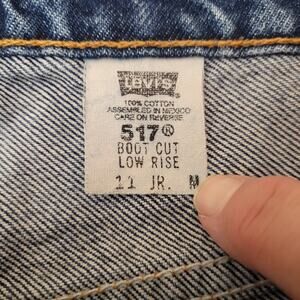 Levi's
100% COTTON
ASSEMBLED IN MEXICO
CARE ON REVERSE
517®
BOOT CUT
LOW RISE
11 JR. M